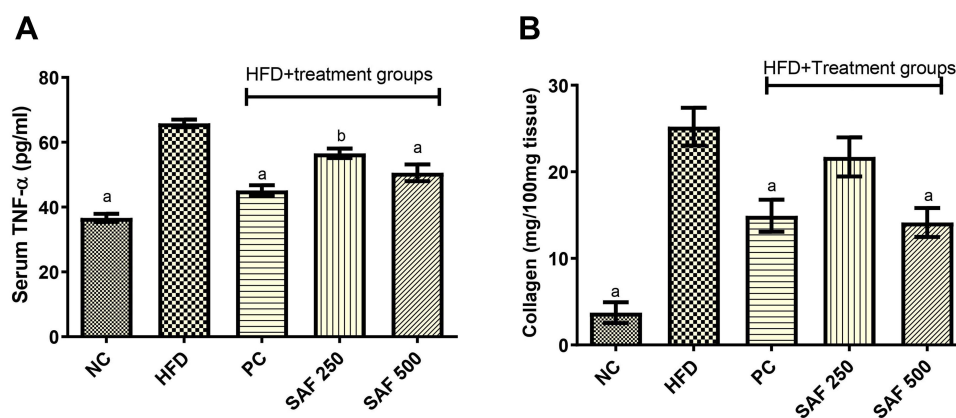 A
HFD+treatment groups
Serum TNF-α (pg/ml)
80
60
40
20
0
a
a
b
a
NC
HFD
PC
SAF 250
SAF 500
B
HFD+Treatment groups
Collagen (mg/100mg tissue)
30
20
10
0
a
a
a
NC
HFD
PC
SAF 250
SAF 500